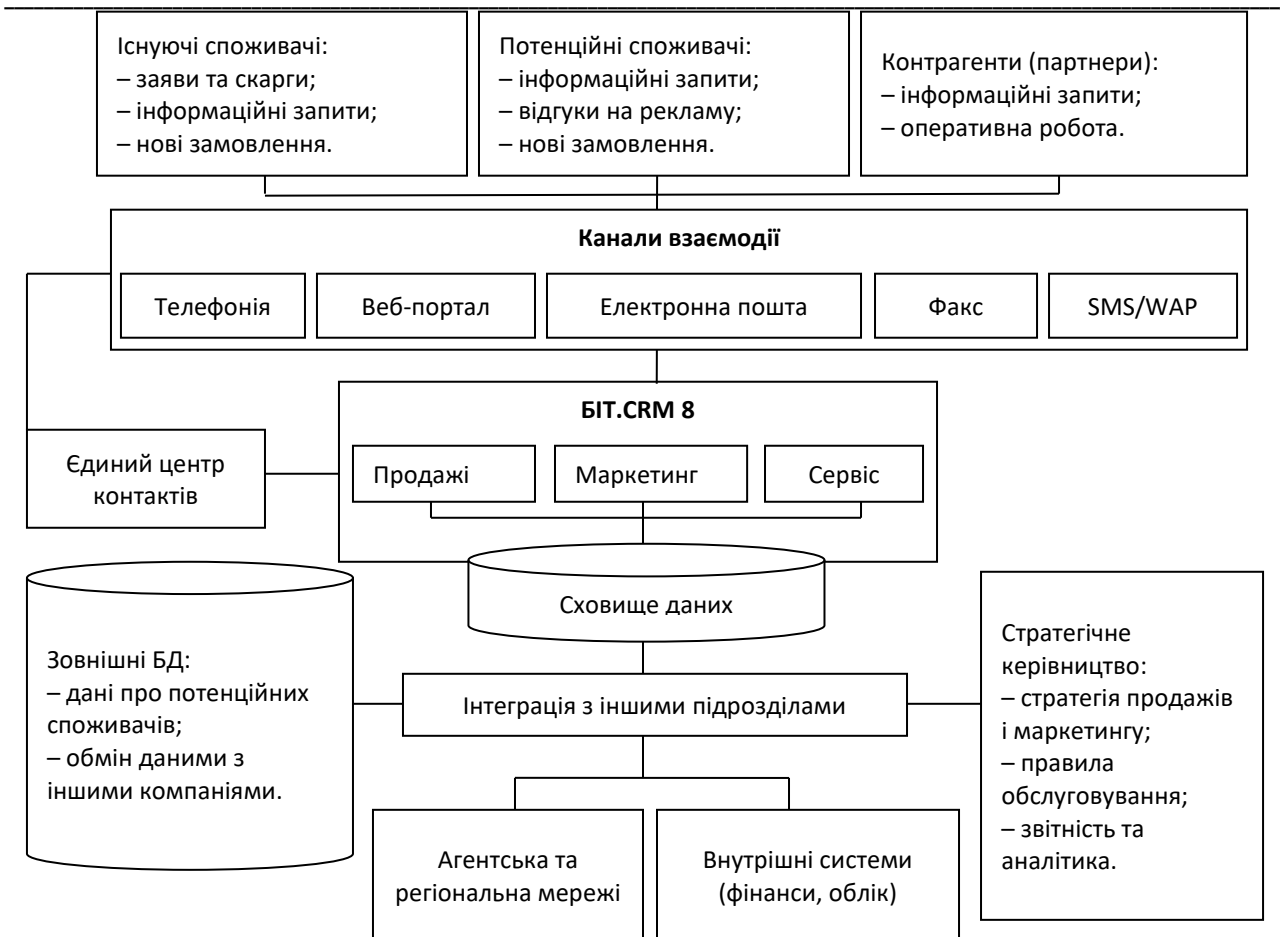 Існуючі споживачі:
– заяви та скарги;
– інформаційні запити;
– нові замовлення.
Потенційні споживачі:
– інформаційні запити;
– відгуки на рекламу;
– нові замовлення.
Контрагенти (партнери):
– інформаційні запити;
– оперативна робота.
Канали взаємодії
Телефонія
Веб-портал
Електронна пошта
Факс
SMS/WAP
БІТ.CRM 8
Єдиний центр
контактів
Продажі
Маркетинг
Сервіс
Сховище даних
Зовнішні БД:
– дані про потенційних
споживачів;
– обмін даними з
іншими компаніями.
Інтеграція з іншими підрозділами
Стратегічне
керівництво:
– стратегія продажів
і маркетингу;
– правила
обслуговування;
– звітність та
аналітика.
Агентська та
регіональна мережі
Внутрішні системи
(фінанси, облік)